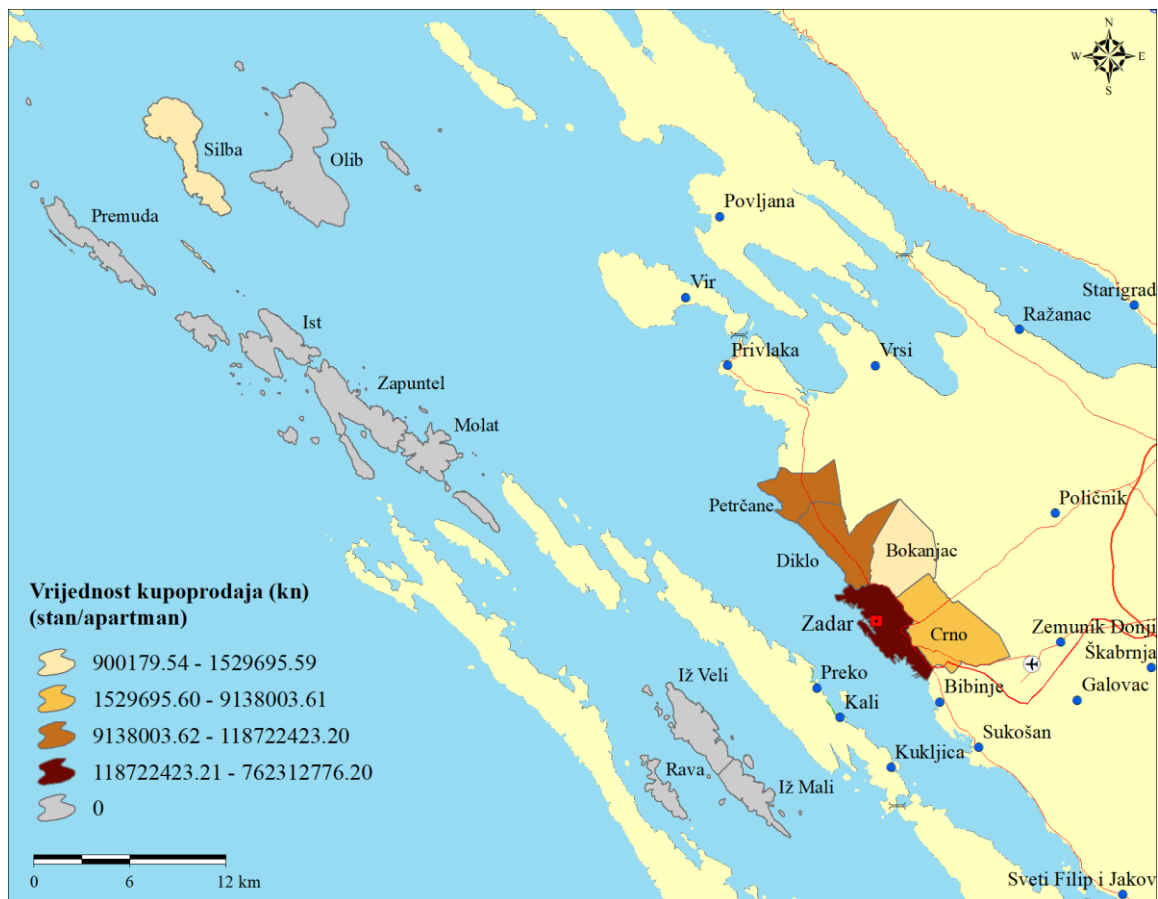 N
W E
S
Silba
Olib
Premuda
Povljana
Vir
Starigrad
Ražanac
Ist
Privlaka
Vrsi
Zapuntel
Molat
Petrčane
Poličnik
Diklo
Bokanjac
Zadar
Crno
Zemunik Donji
Škabrnja
Iž Veli
Preko
Bibinje
Galovac
Kali
Sukošan
Rava
Kukljica
Iž Mali
Sveti Filip i Jakov
Vrijednost kupoprodaja (kn)
(stan/apartman)
900179.54 - 1529695.59
1529695.60 - 9138003.61
9138003.62 - 118722423.20
118722423.21 - 762312776.20
0
0 6 12 km